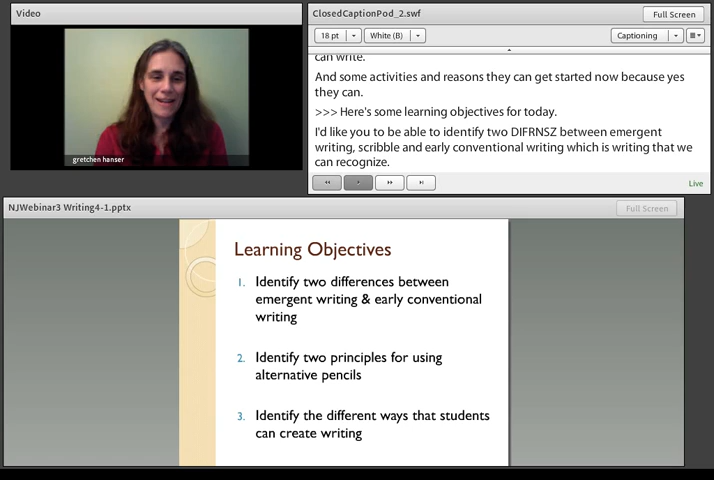 Video
gretchen hanser
ClosedCaptionPod_2.swf
Full Screen
18 pt
White (B)
Captioning
can write.
And some activities and reasons they can get started now because yes
they can.
>>> Here's some learning objectives for today.
I'd like you to be able to identify two DIFRNSZ between emergent
writing, scribble and early conventional writing which is writing that we
can recognize.
Live
NJWebinar3 Writing4-1.pptx
Full Screen
Learning Objectives
1. Identify two differences between
emergent writing & early conventional
writing
2. Identify two principles for using
alternative pencils
3. Identify the different ways that students
can create writing